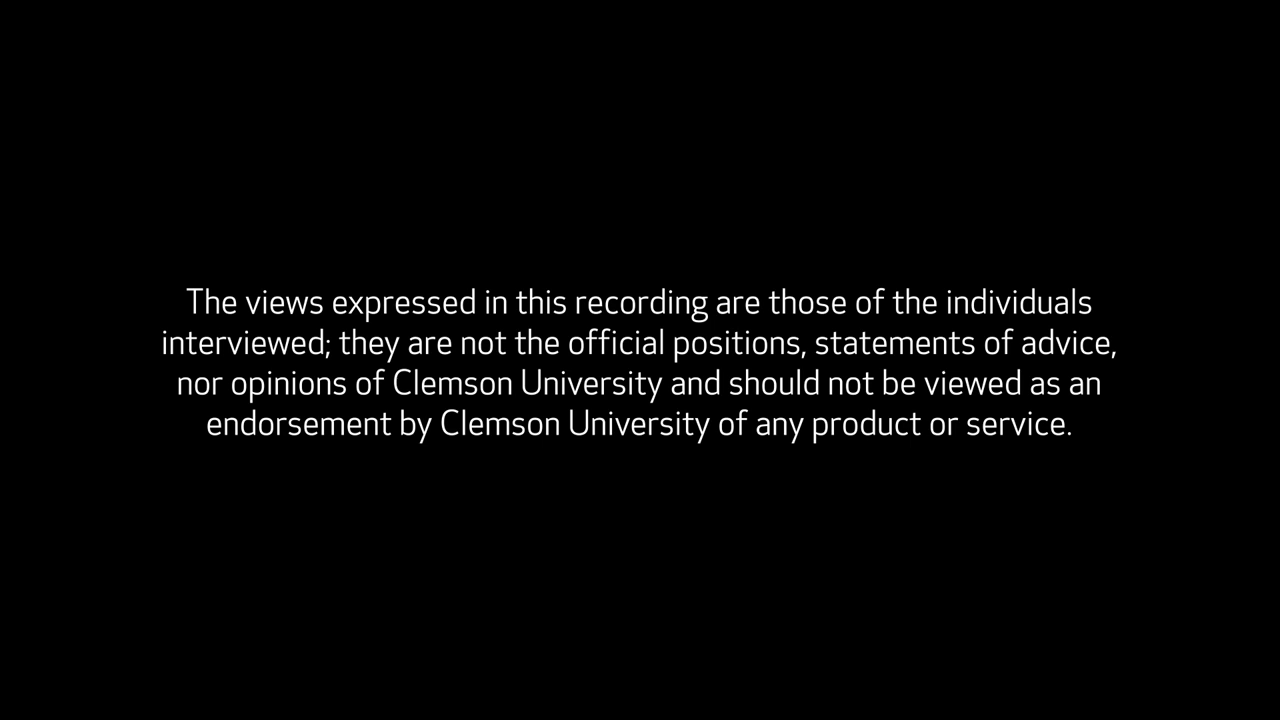 The views expressed in this recording are those of the individuals
interviewed; they are not the official positions, statements of advice,
nor opinions of Clemson University and should not be viewed as an
endorsement by Clemson University of any product or service.